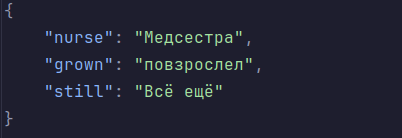 {
    "nurse": "Медсестра",
    "grown": "повзрослел",
    "still": "Всё ещё"
}